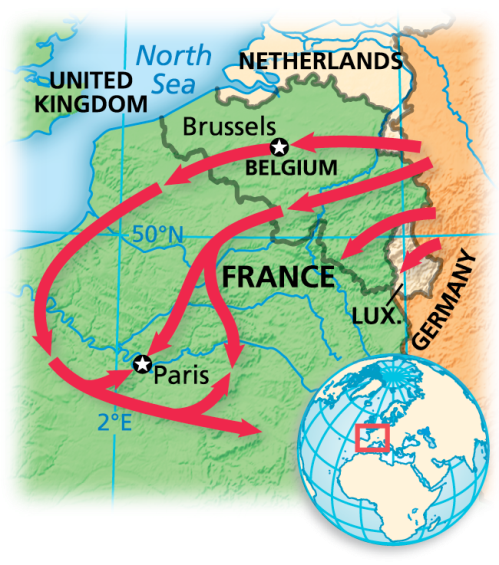 North
Sea
NETHERLANDS
UNITED
KINGDOM
Brussels
BELGIUM
50°N
FRANCE
LUX.
GERMANY
Paris
2°E